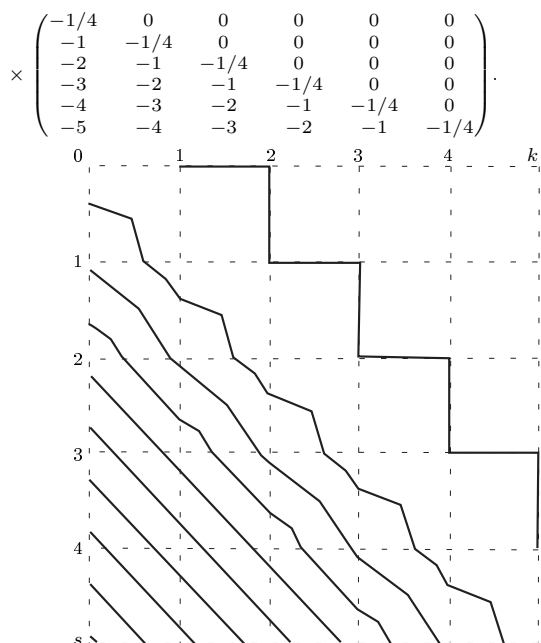 −1/4 0 0 0 0 0
−1 −1/4 0 0 0 0
−2 −1 −1/4 0 0 0
× −3 −2 −1 −1/4 0 0 .
−4 −3 −2 −1 −1/4 0
−5 −4 −3 −2 −1 −1/4
0 1 2 3 4 k
1
2
3
4
s